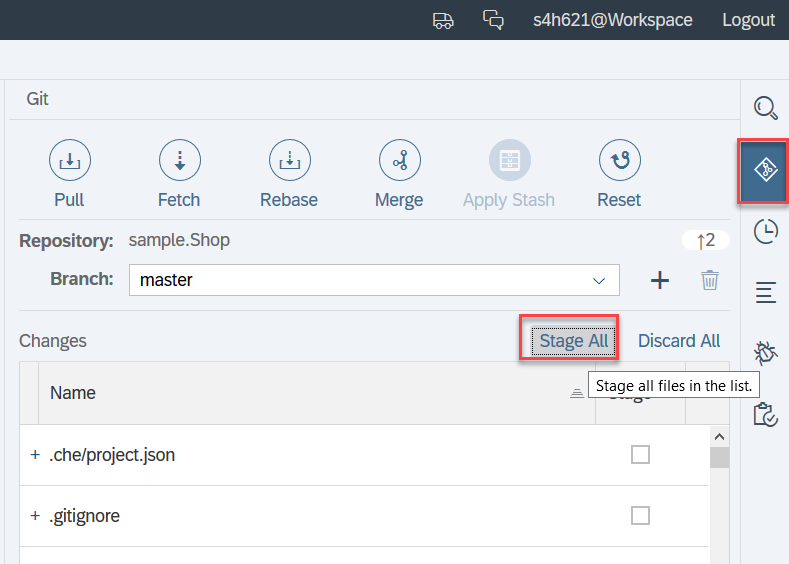 s4h621@Workspace Logout
Git
Pull Fetch Rebase Merge Apply Stash Reset
Repository: sample.Shop ↑2
Branch: master
Changes Stage All Discard All
Stage all files in the list.
Name
+ .che/project.json
+ .gitignore